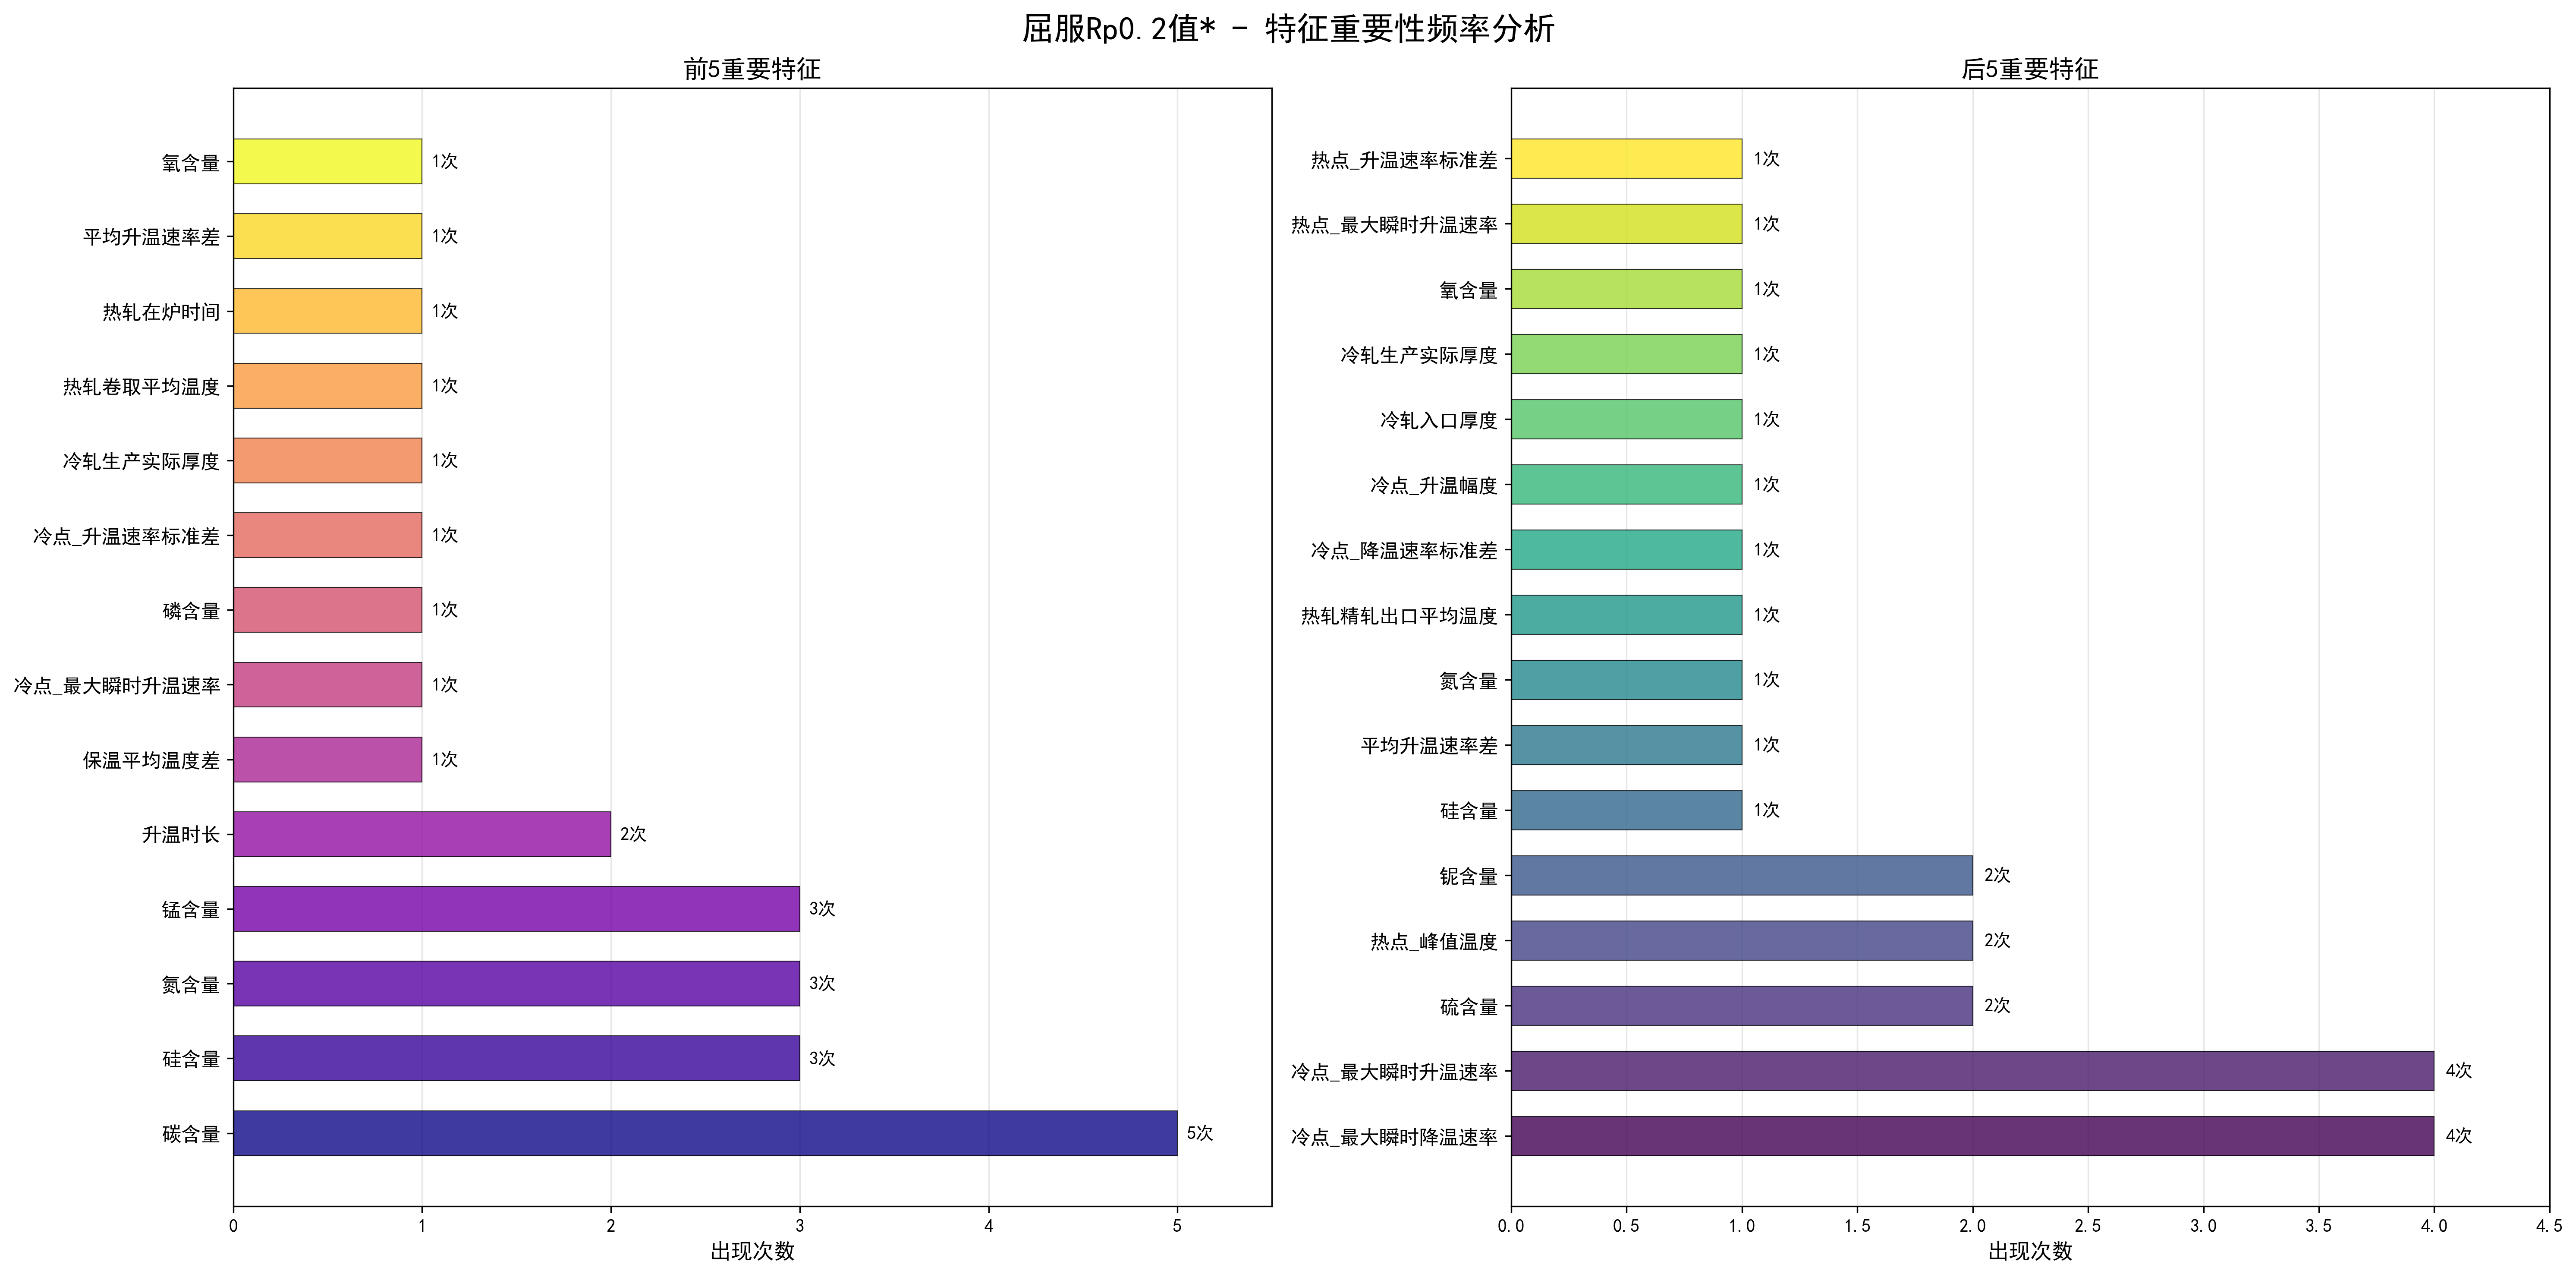 屈服Rp0.2值* - 特征重要性频率分析
前5重要特征
氧含量
1次
平均升温速率差
1次
热轧在炉时间
1次
热轧卷取平均温度
1次
冷轧生产实际厚度
1次
冷点_升温速率标准差
1次
磷含量
1次
冷点_最大瞬时升温速率
1次
保温平均温度差
1次
升温时长
2次
锰含量
3次
氮含量
3次
硅含量
3次
碳含量
5次
0 1 2 3 4 5
出现次数
后5重要特征
热点_升温速率标准差
1次
热点_最大瞬时升温速率
1次
氧含量
1次
冷轧生产实际厚度
1次
冷轧入口厚度
1次
冷点_升温幅度
1次
冷点_降温速率标准差
1次
热轧精轧出口平均温度
1次
氮含量
1次
平均升温速率差
1次
硅含量
1次
铌含量
2次
热点_峰值温度
2次
硫含量
2次
冷点_最大瞬时升温速率
4次
冷点_最大瞬时降温速率
4次
0.0 0.5 1.0 1.5 2.0 2.5 3.0 3.5 4.0 4.5
出现次数